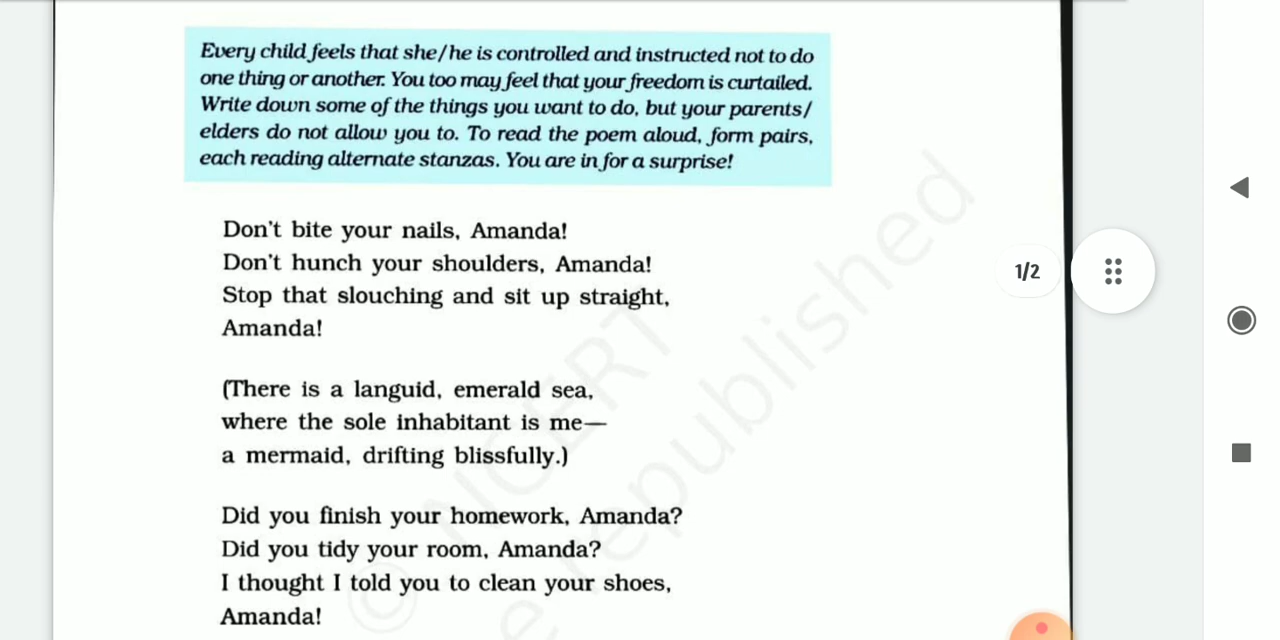 Every child feels that she/he is controlled and instructed not to do
one thing or another. You too may feel that your freedom is curtailed.
Write down some of the things you want to do, but your parents/
elders do not allow you to. To read the poem aloud, form pairs,
each reading alternate stanzas. You are in for a surprise!
Don't bite your nails, Amanda!
Don't hunch your shoulders, Amanda!
Stop that slouching and sit up straight,
Amanda!
(There is a languid, emerald sea,
where the sole inhabitant is me—
a mermaid, drifting blissfully.)
Did you finish your homework, Amanda?
Did you tidy your room, Amanda?
I thought I told you to clean your shoes,
Amanda!
1/2
© NCERT
e republished